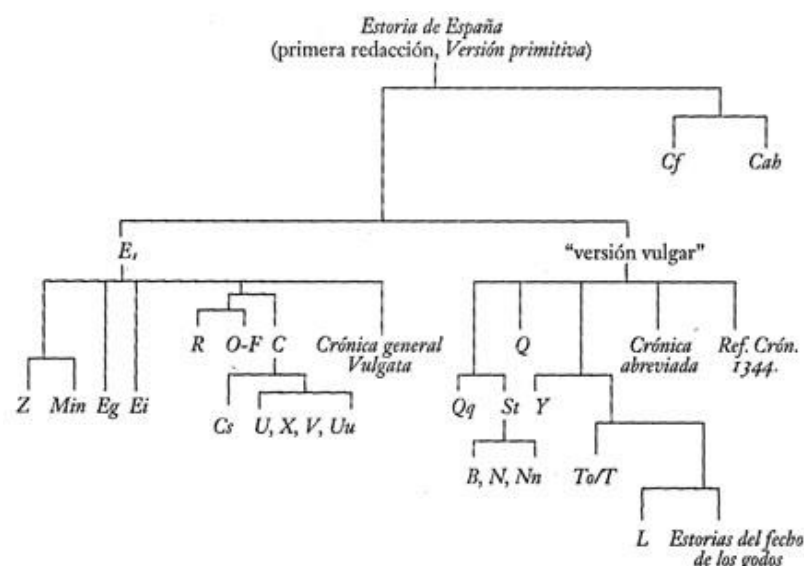 Estoria de España
(primera redacción, Versión primitiva)
Cf Cab
E₁ “versión vulgar”
R O-F C Crónica general
Vulgata
Q Crónica
abreviada
Ref. Crón.
1344.
Z Min Eg Ei
Cs U, X, V, Uu
Qq St Y
B, N, Nn To/T
L Estorias del fecho
de los godos